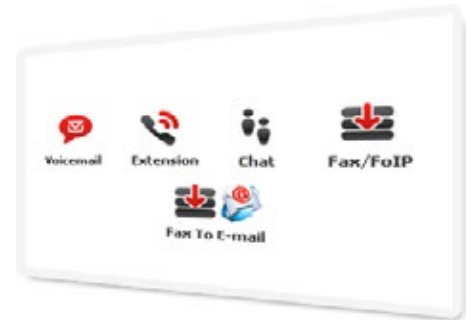 Voicemail
Extension
Chat
Fax/FoIP
Fax To E-mail